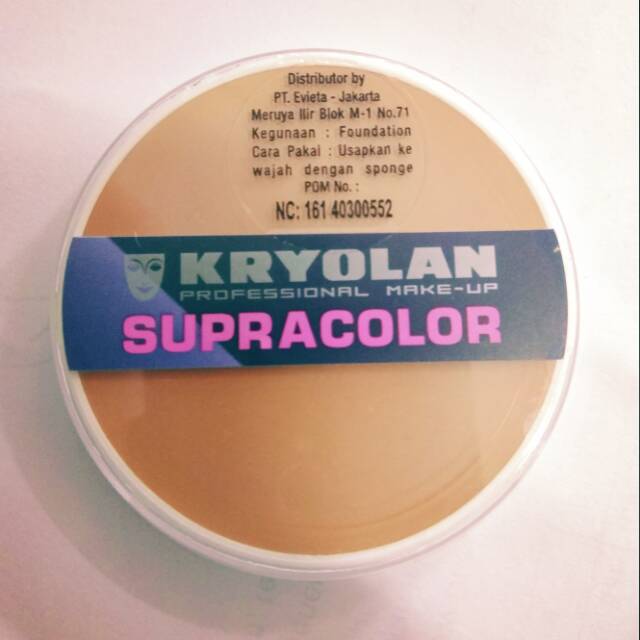 Distributor by
PT. Evieta - Jakarta
Meruya Ilir Blok M-1 No.71
Kegunaan : Foundation
Cara Pakai : Usapkan ke
wajah dengan sponge
POM No. :
NC: 161 40300552
KRYOLAN
PROFESSIONAL MAKE-UP
SUPRACOLOR